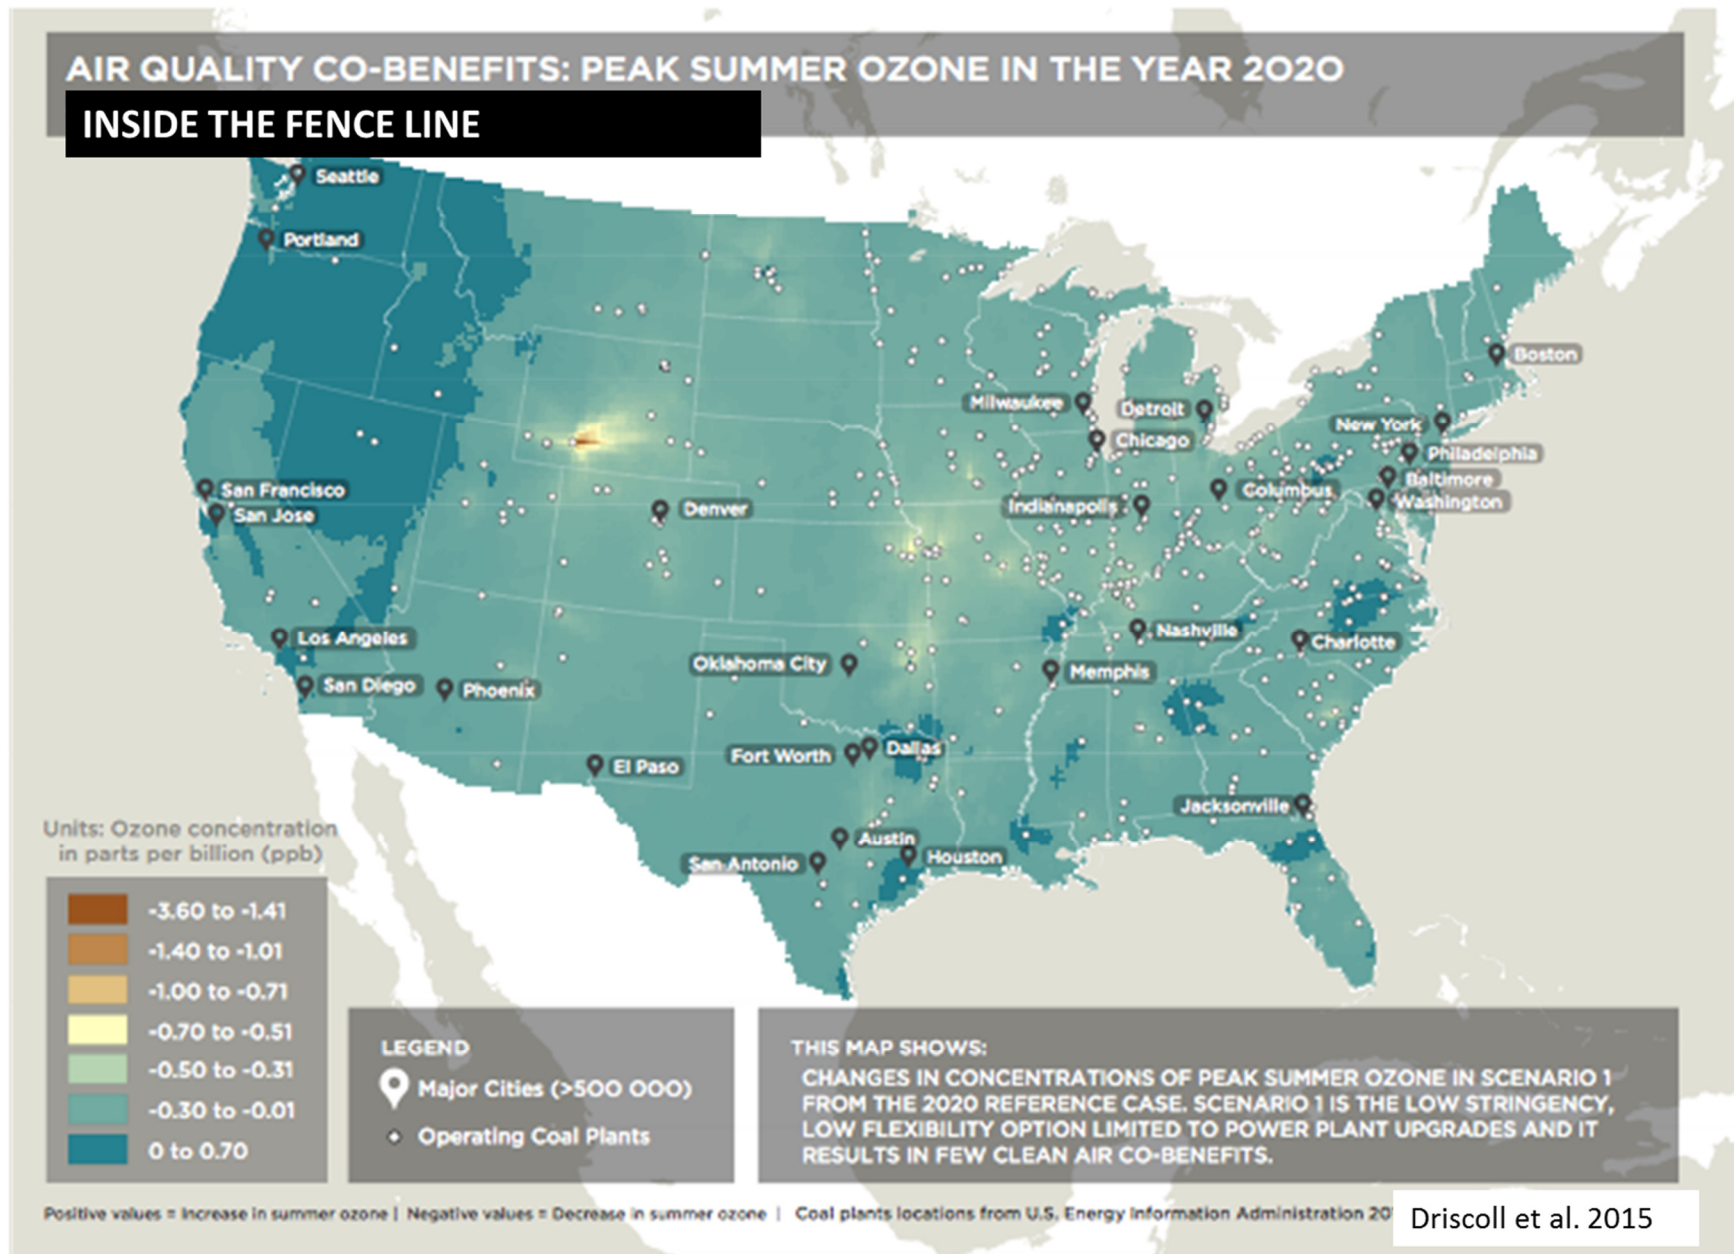 AIR QUALITY CO-BENEFITS: PEAK SUMMER OZONE IN THE YEAR 2020
INSIDE THE FENCE LINE
Seattle
Portland
Boston
Milwaukee
Detroit
New York
Chicago
Philadelphia
Baltimore
San Francisco
Columbus
Washington
San Jose
Denver
Indianapolis
Nashville
Los Angeles
Charlotte
Oklahoma City
Memphis
San Diego
Phoenix
Dallas
Fort Worth
El Paso
Jacksonville
Austin
Houston
San Antonio
Units: Ozone concentration
in parts per billion (ppb)
-3.60 to -1.41
-1.40 to -1.01
-1.00 to -0.71
-0.70 to -0.51
-0.50 to -0.31
-0.30 to -0.01
0 to 0.70
LEGEND
Major Cities (>500 000)
Operating Coal Plants
THIS MAP SHOWS:
CHANGES IN CONCENTRATIONS OF PEAK SUMMER OZONE IN SCENARIO 1
FROM THE 2020 REFERENCE CASE. SCENARIO 1 IS THE LOW STRINGENCY,
LOW FLEXIBILITY OPTION LIMITED TO POWER PLANT UPGRADES AND IT
RESULTS IN FEW CLEAN AIR CO-BENEFITS.
Positive values = Increase in summer ozone | Negative values = Decrease in summer ozone | Coal plants locations from U.S. Energy Information Administration
Driscoll et al. 2015